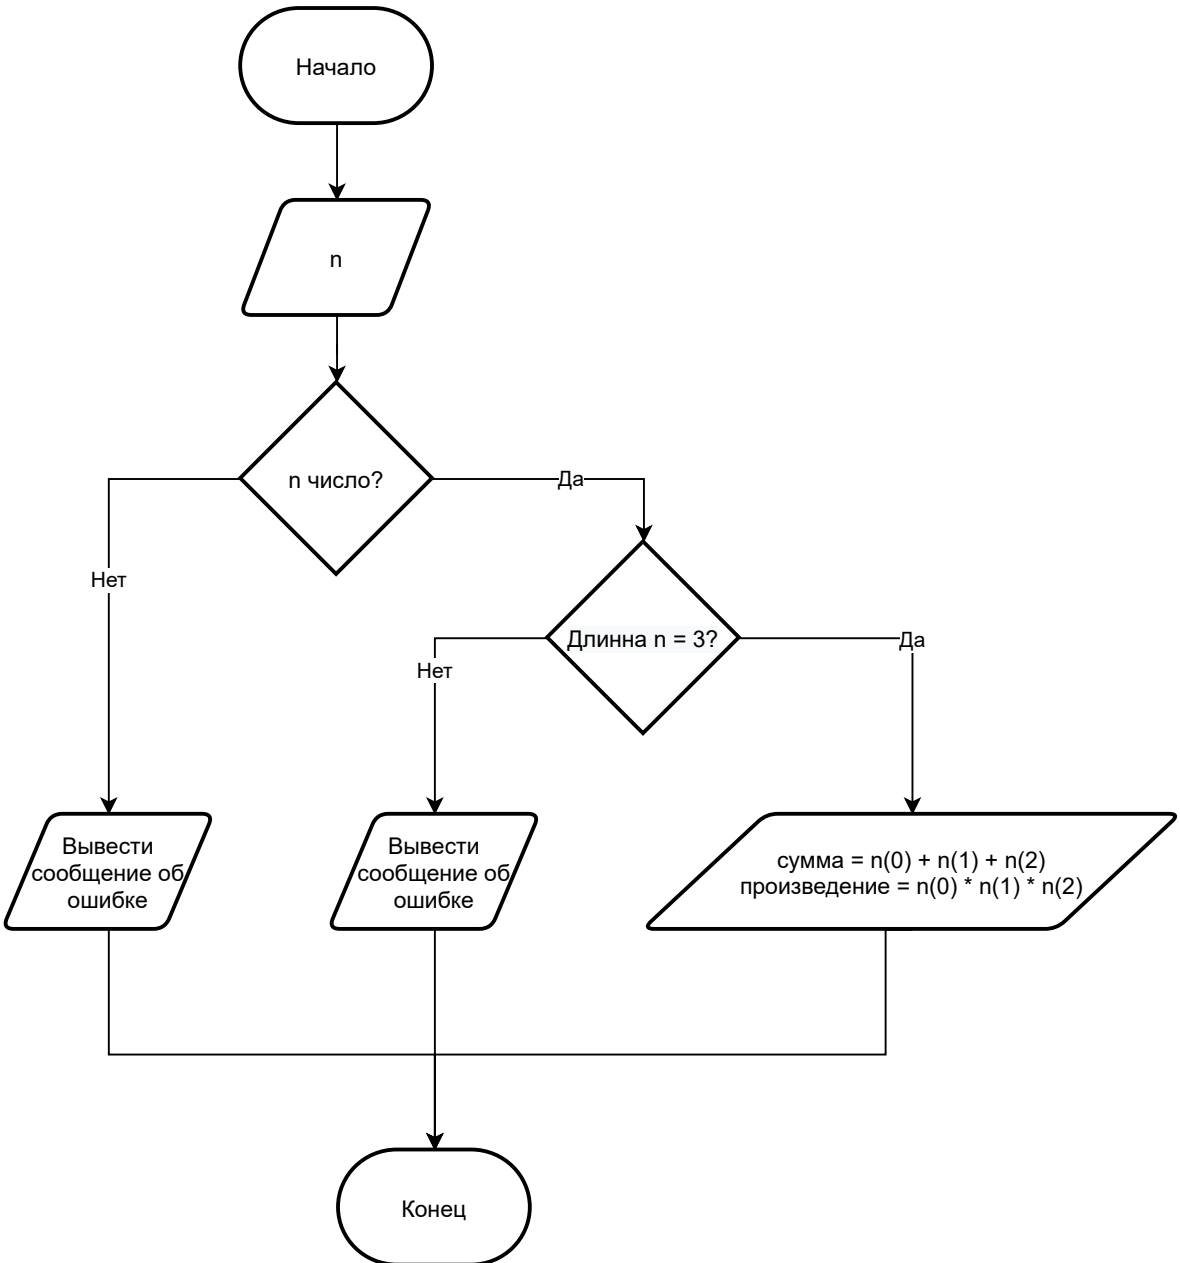 Начало
n
n число?
Да
Нет
Длинна n = 3?
Да
Нет
Вывести
сообщение об
ошибке
Вывести
сообщение об
ошибке
сумма = n(0) + n(1) + n(2)
произведение = n(0) * n(1) * n(2)
Конец